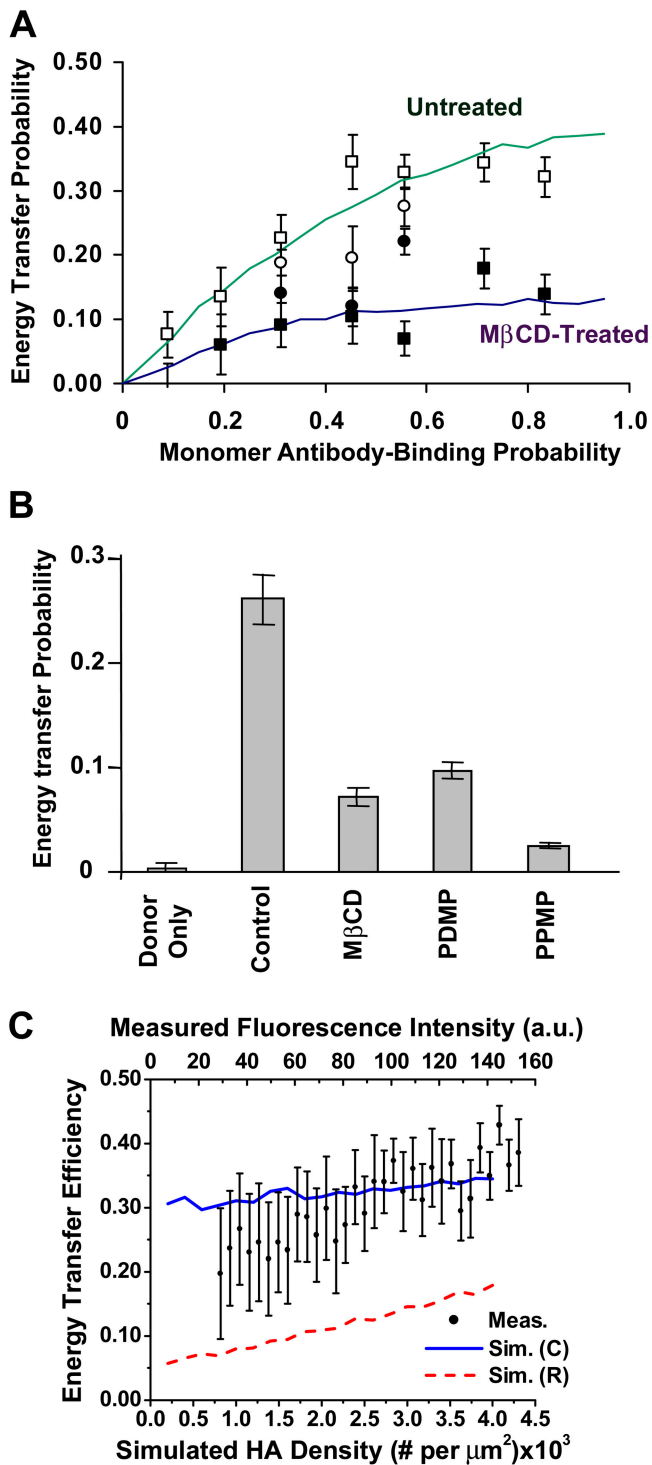 A
0.50
0.40
0.30
0.20
0.10
0.00
Energy Transfer Probability
Untreated
MβCD-Treated
0 0.2 0.4 0.6 0.8 1.0
Monomer Antibody-Binding Probability
B
0.3
0.2
0.1
0
Energy transfer Probability
Donor
Only
Control
MβCD
PDMP
PPMP
C
Measured Fluorescence Intensity (a.u.)
0 20 40 60 80 100 120 140 160
0.50
0.40
0.30
0.20
0.10
0.00
Energy Transfer Efficiency
Meas.
Sim. (C)
Sim. (R)
0.0 0.5 1.0 1.5 2.0 2.5 3.0 3.5 4.0 4.5
Simulated HA Density (# per μm²)x10³